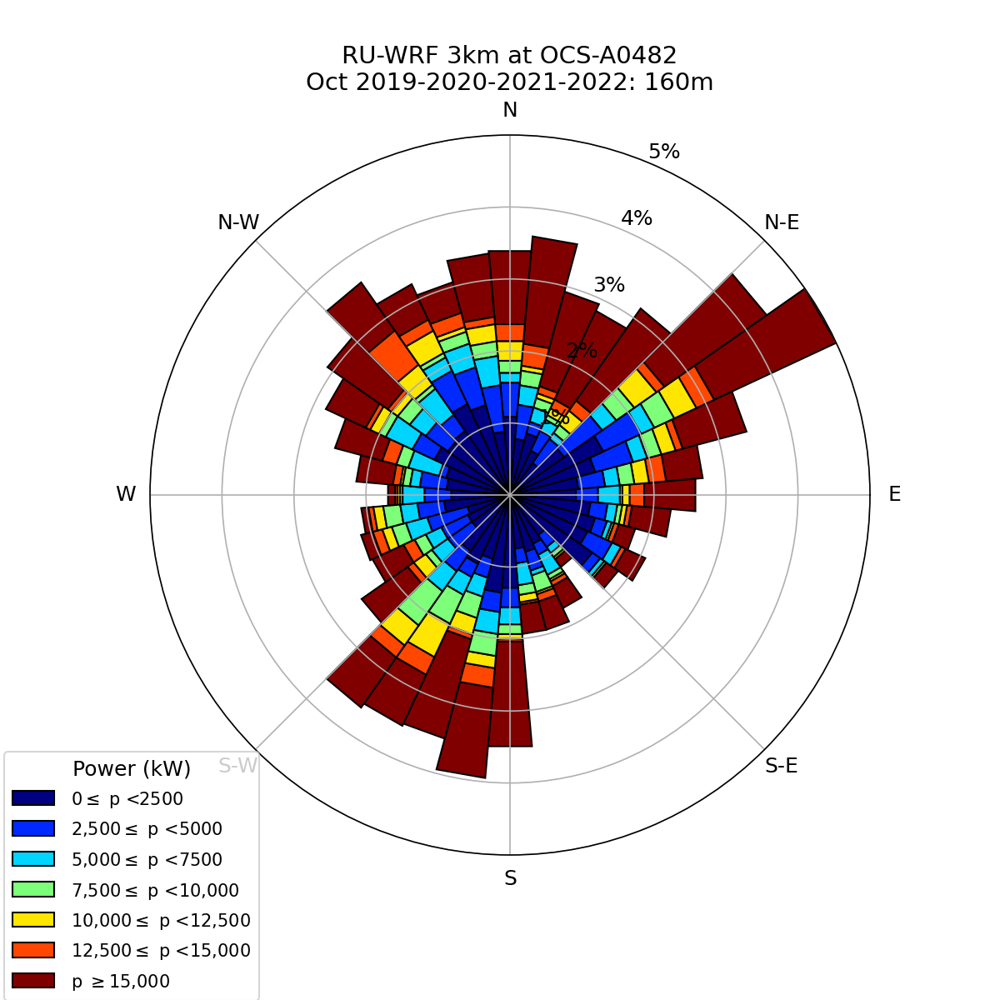 RU-WRF 3km at OCS-A0482
Oct 2019-2020-2021-2022: 160m
N
5%
N-W
4%
N-E
3%
2%
1%
W
E
S-W
S-E
S
Power (kW)
0≤ p <2500
2,500≤ p <5000
5,000≤ p <7500
7,500≤ p <10,000
10,000≤ p <12,500
12,500≤ p <15,000
p ≥15,000